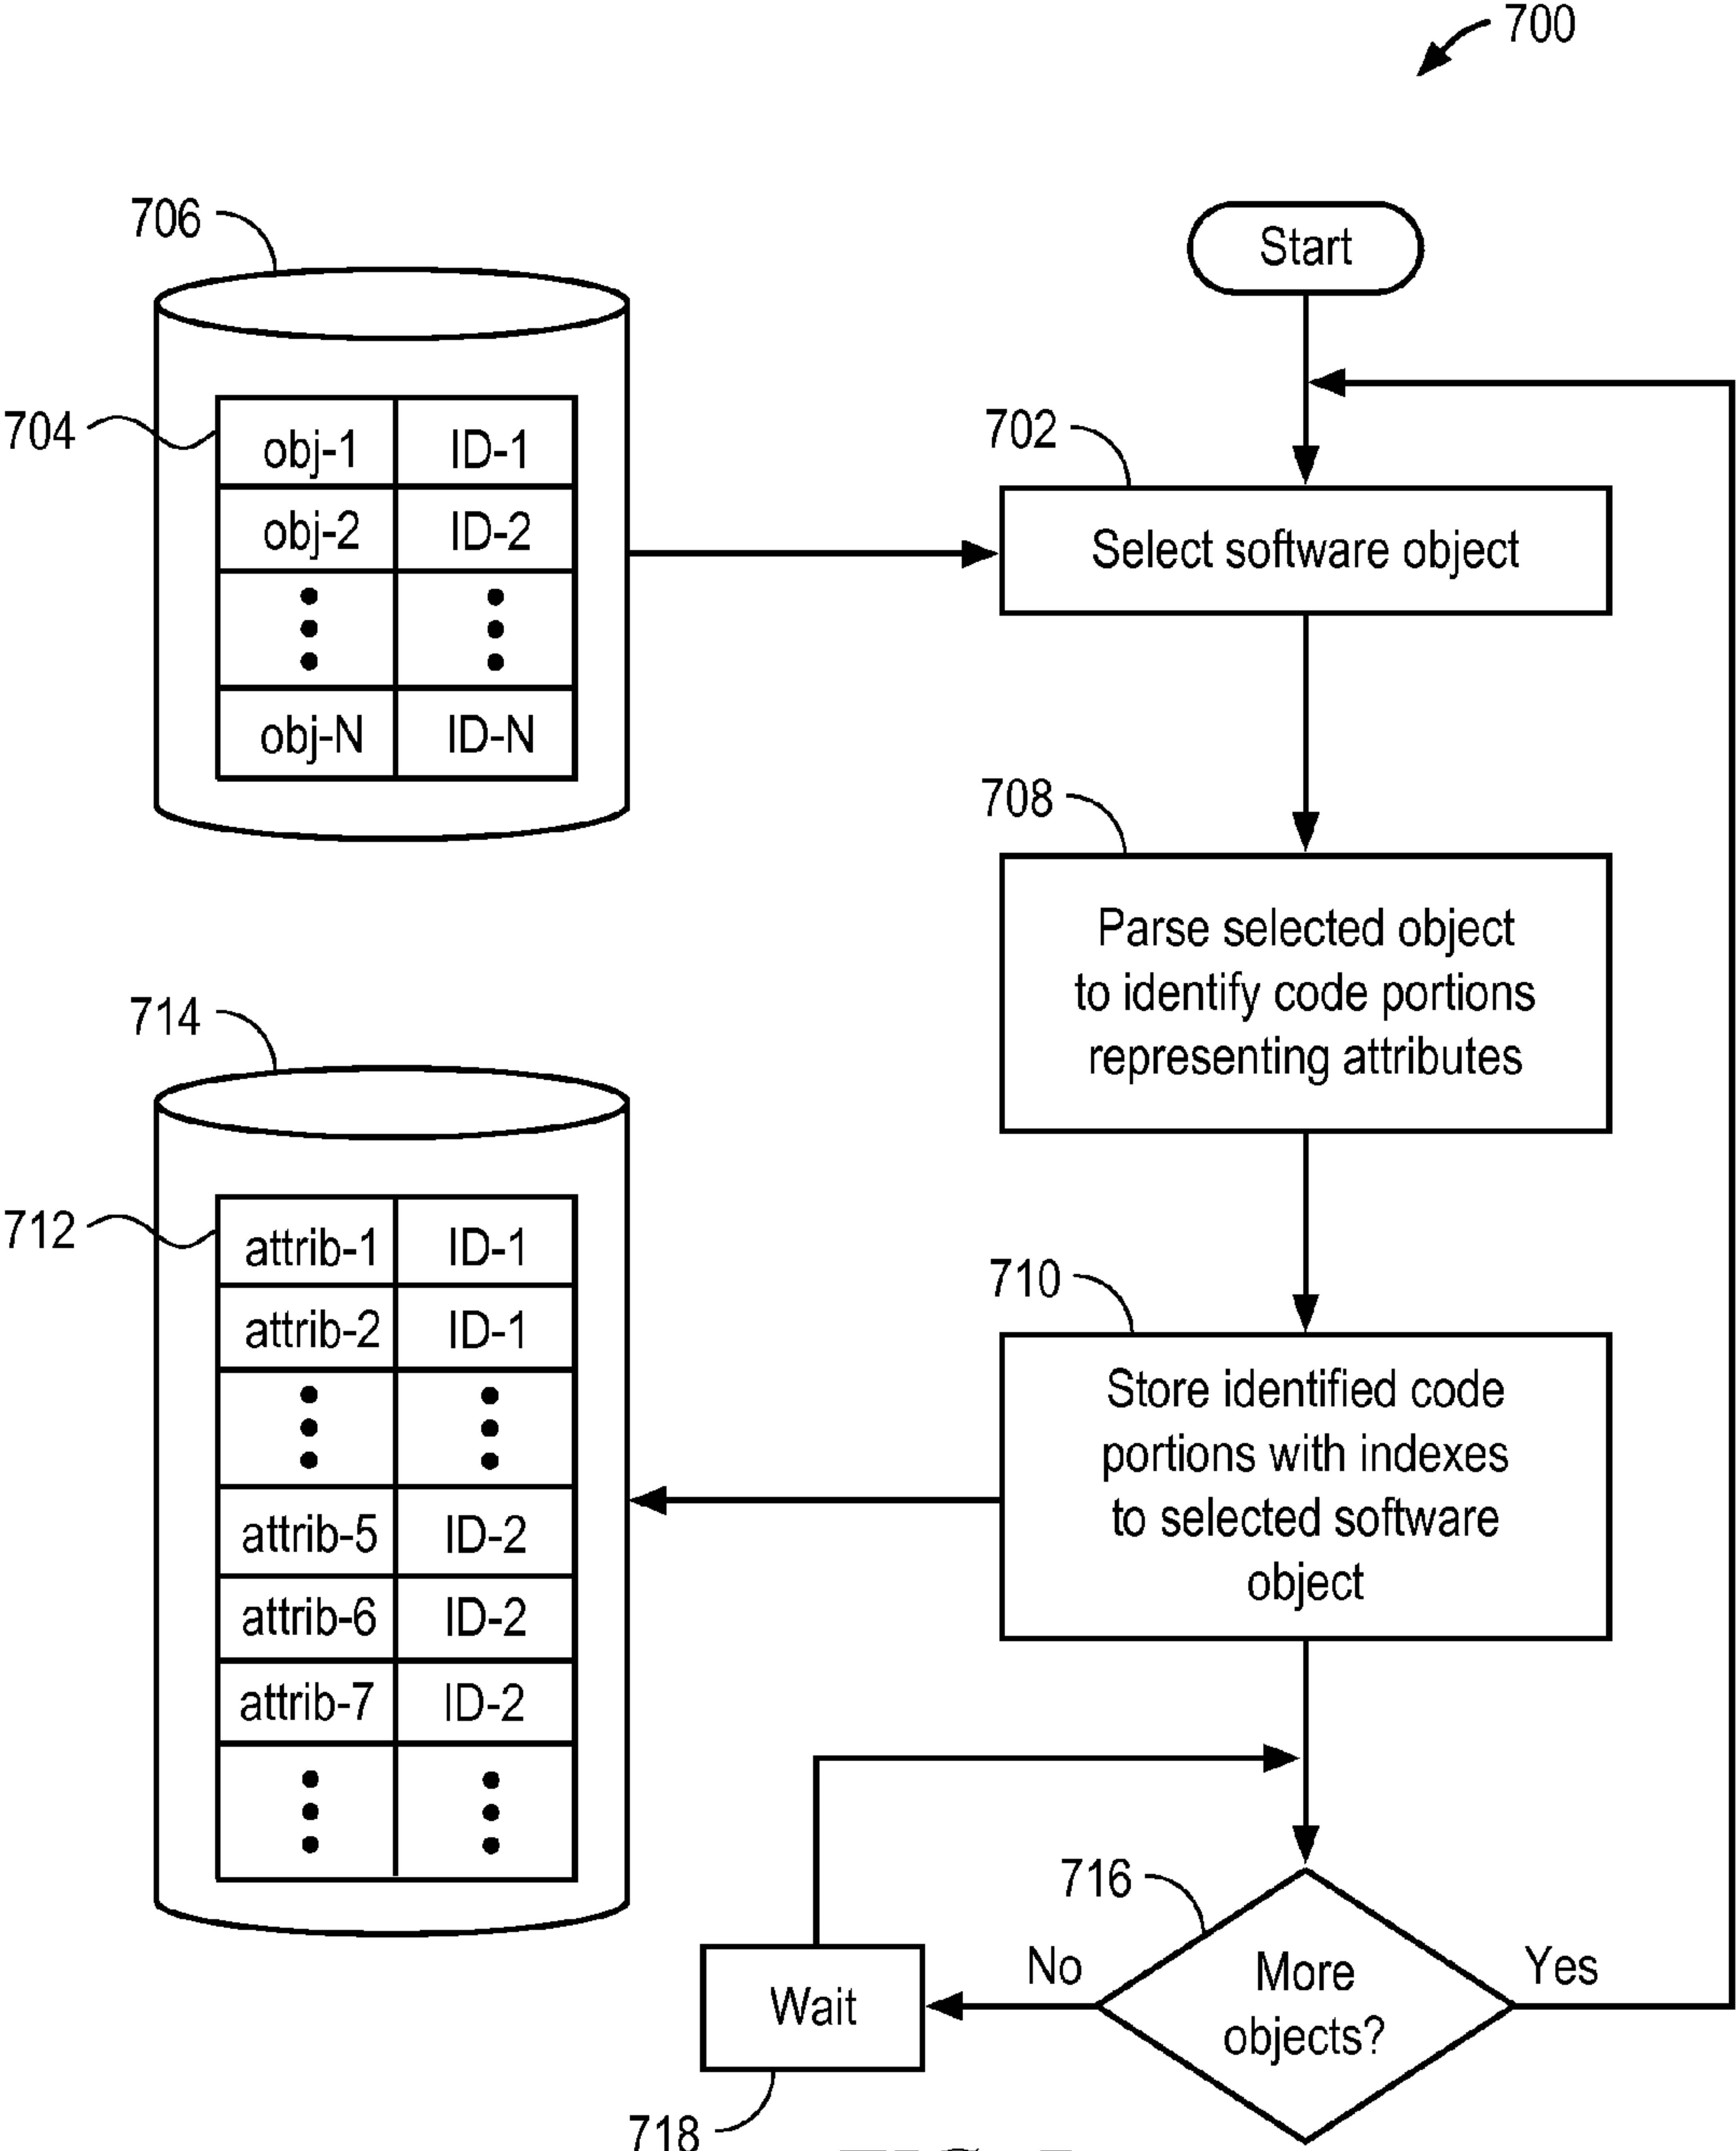 700
706
Start
704
obj-1 ID-1
702
obj-2 ID-2
Select software object
obj-N ID-N
708
Parse selected object
to identify code portions
representing attributes
714
712
attrib-1 ID-1
710
attrib-2 ID-1
Store identified code
portions with indexes
to selected software
object
attrib-5 ID-2
attrib-6 ID-2
attrib-7 ID-2
716
No
More
objects?
Yes
Wait
718